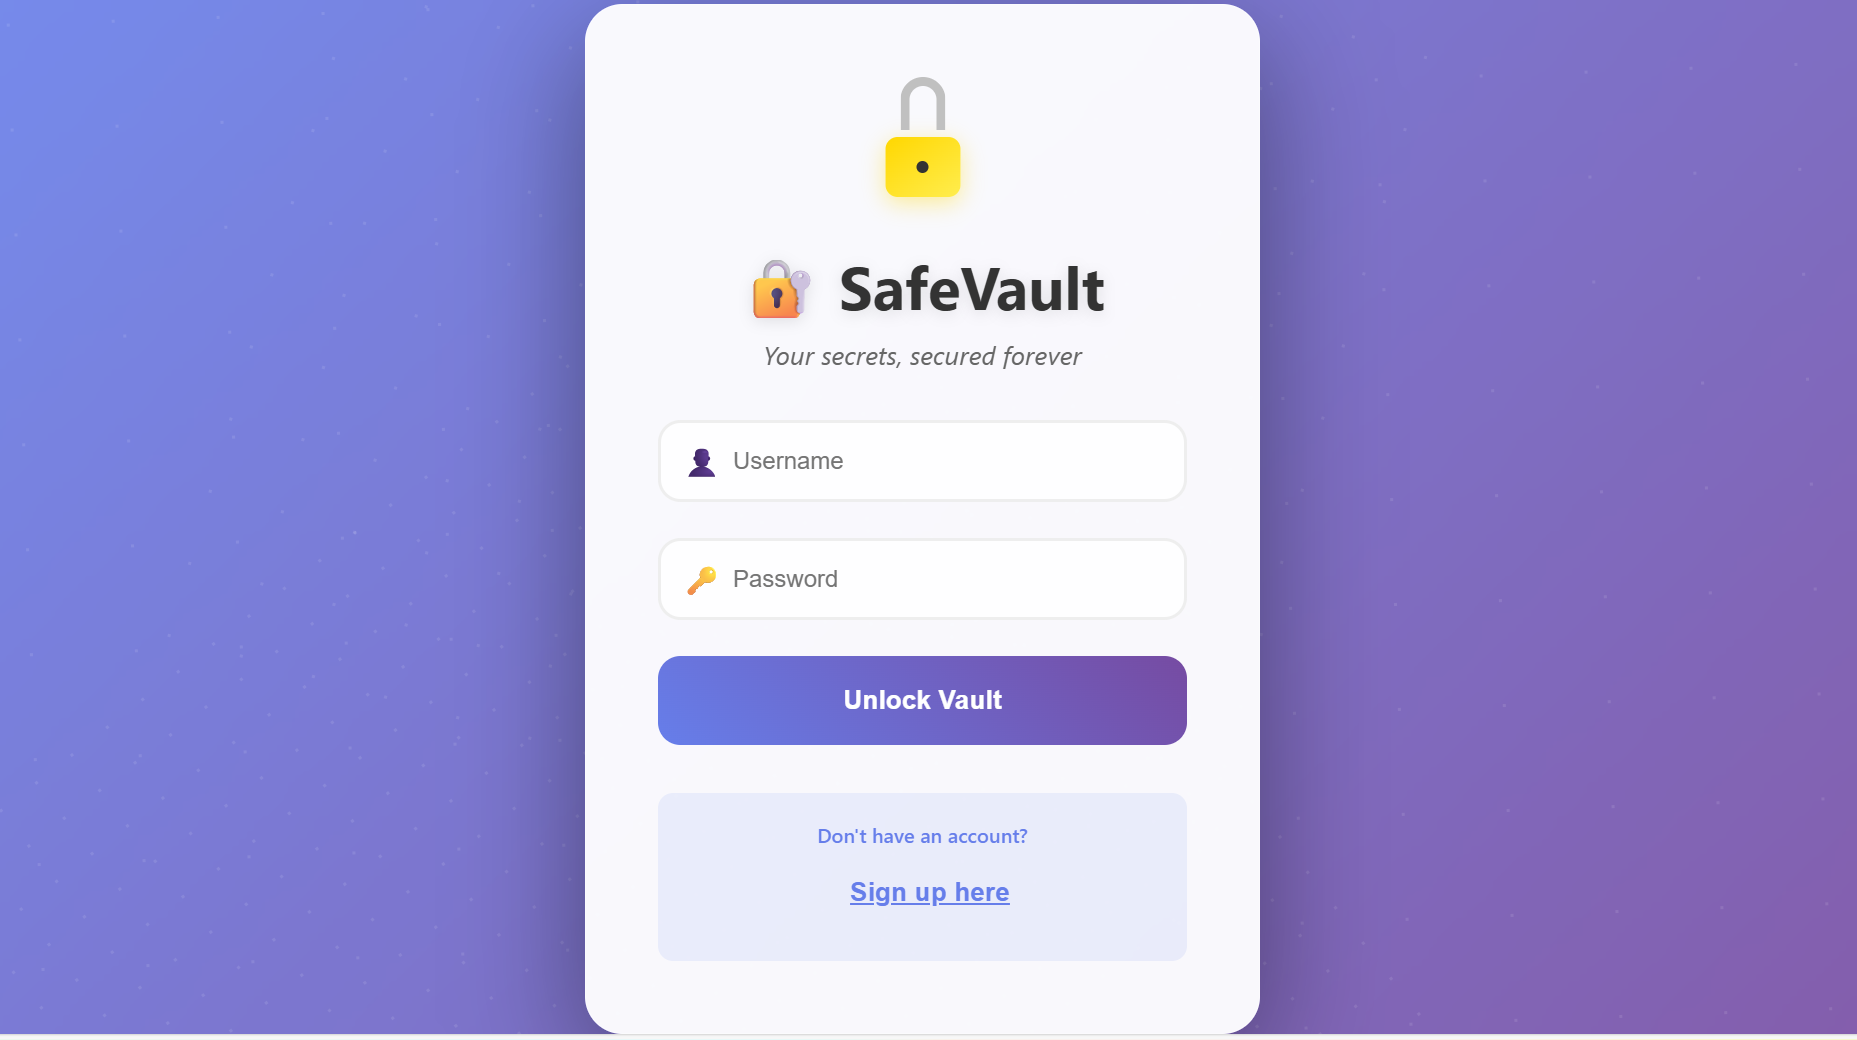 SafeVault
Your secrets, secured forever
Username
Password
Unlock Vault
Don't have an account?
Sign up here